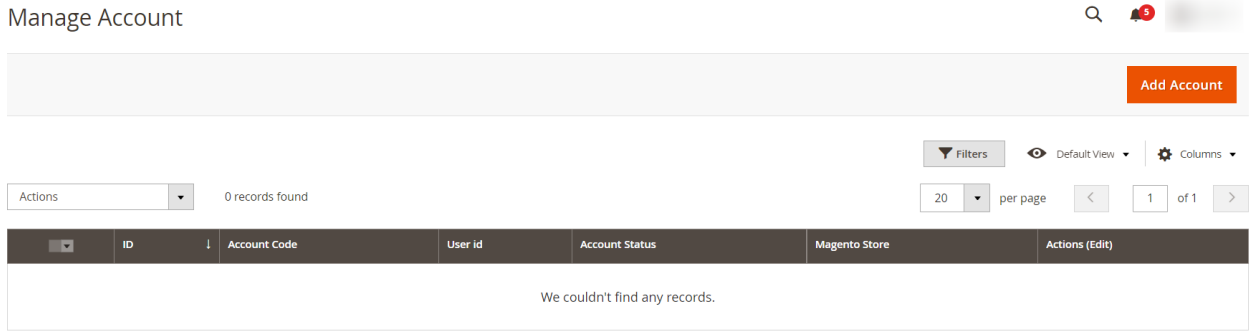 Manage Account
5
Add Account
Filters Default View Columns
Actions 0 records found 20 per page 1 of 1
ID ↓ Account Code User id Account Status Magento Store Actions (Edit)
We couldn't find any records.